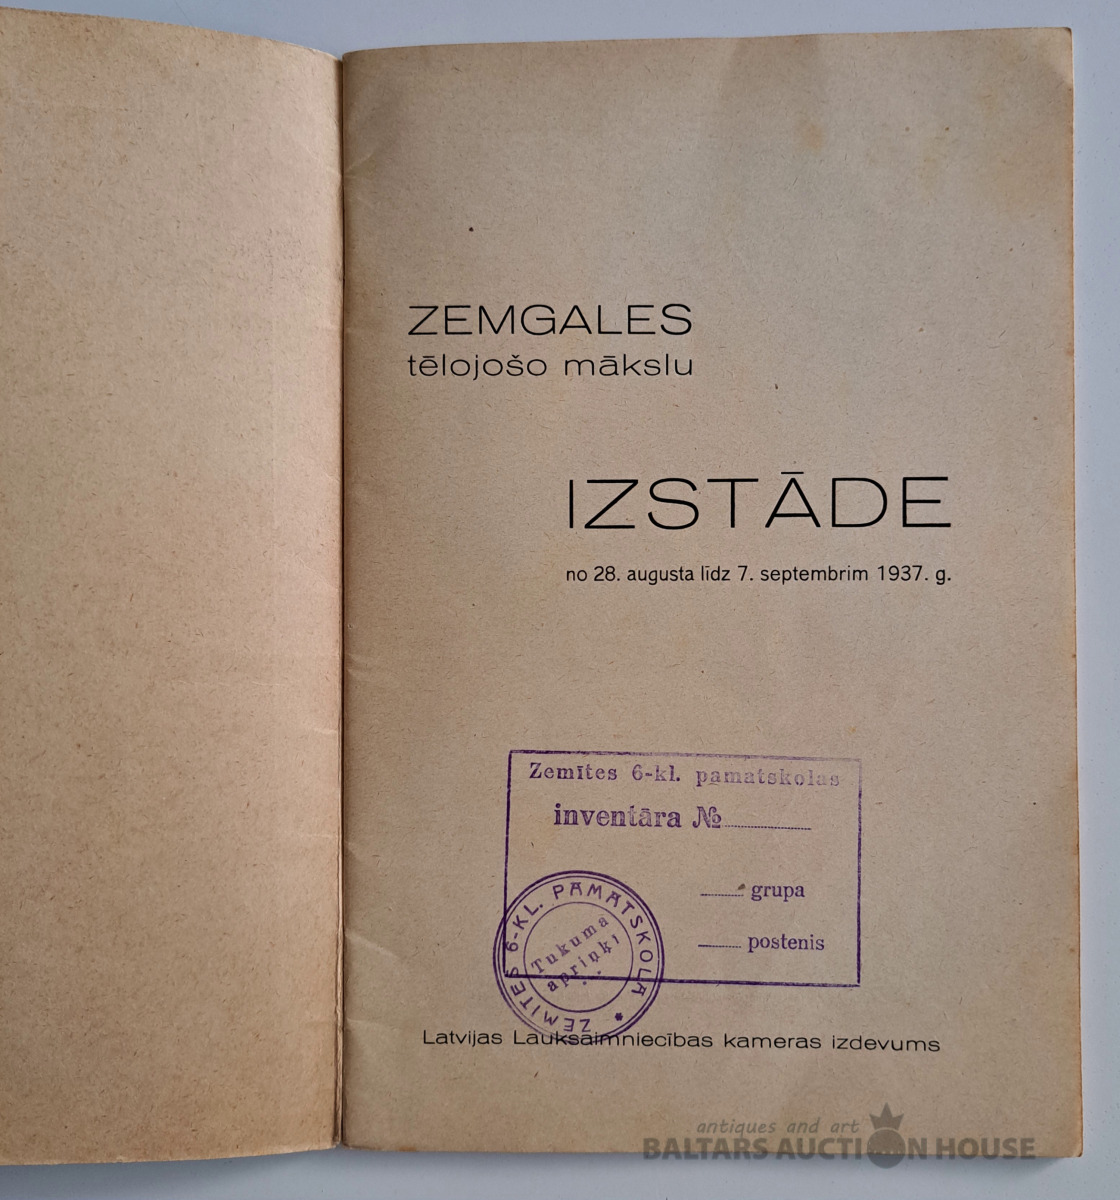 ZEMGALES
tēlojošo mākslu
IZSTĀDE
no 28. augusta līdz 7. septembrim 1937. g.
Zemītes 6-kl. pamatskolas
inventāra №
grupa
postenis
ZEMĪTES 6-KL. PAMATSKOLA *
Tukuma
apriņķī
Latvijas Lauksaimniecības kameras izdevums
antiques and art
BALTARS AUCTION HOUSE